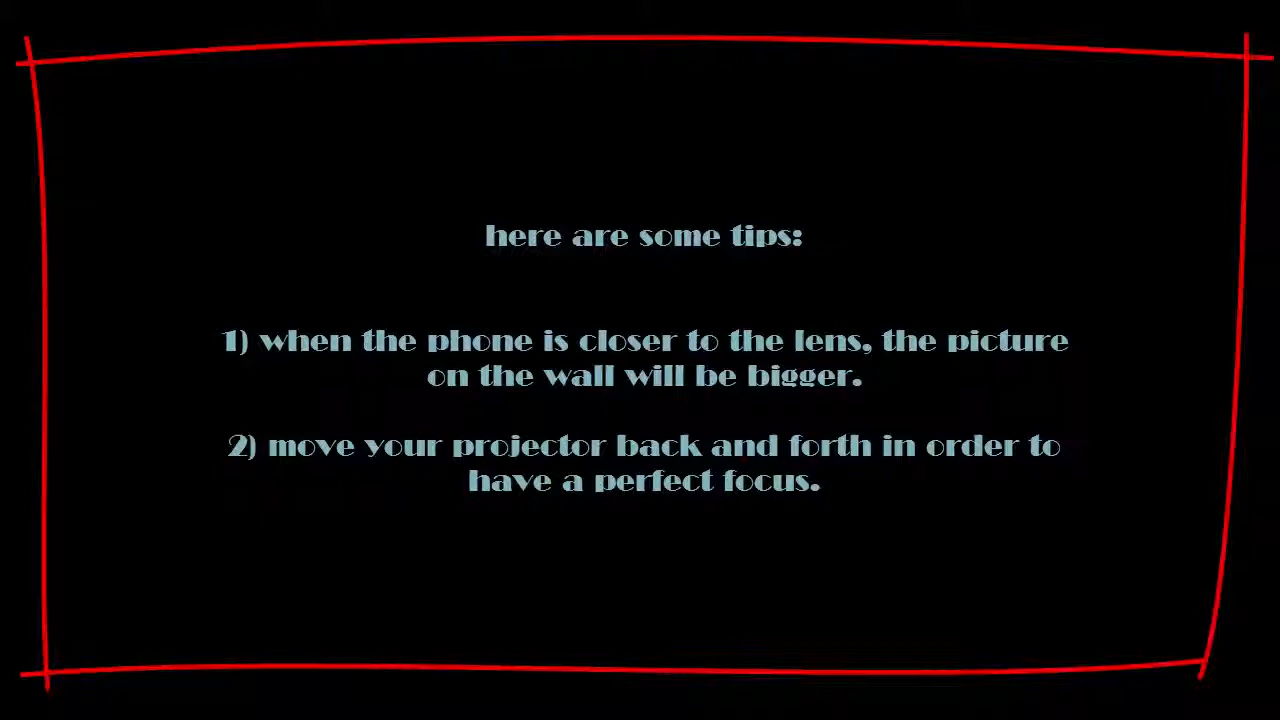 here are some tips:
1) when the phone is closer to the lens, the picture
on the wall will be bigger.
2) move your projector back and forth in order to
have a perfect focus.